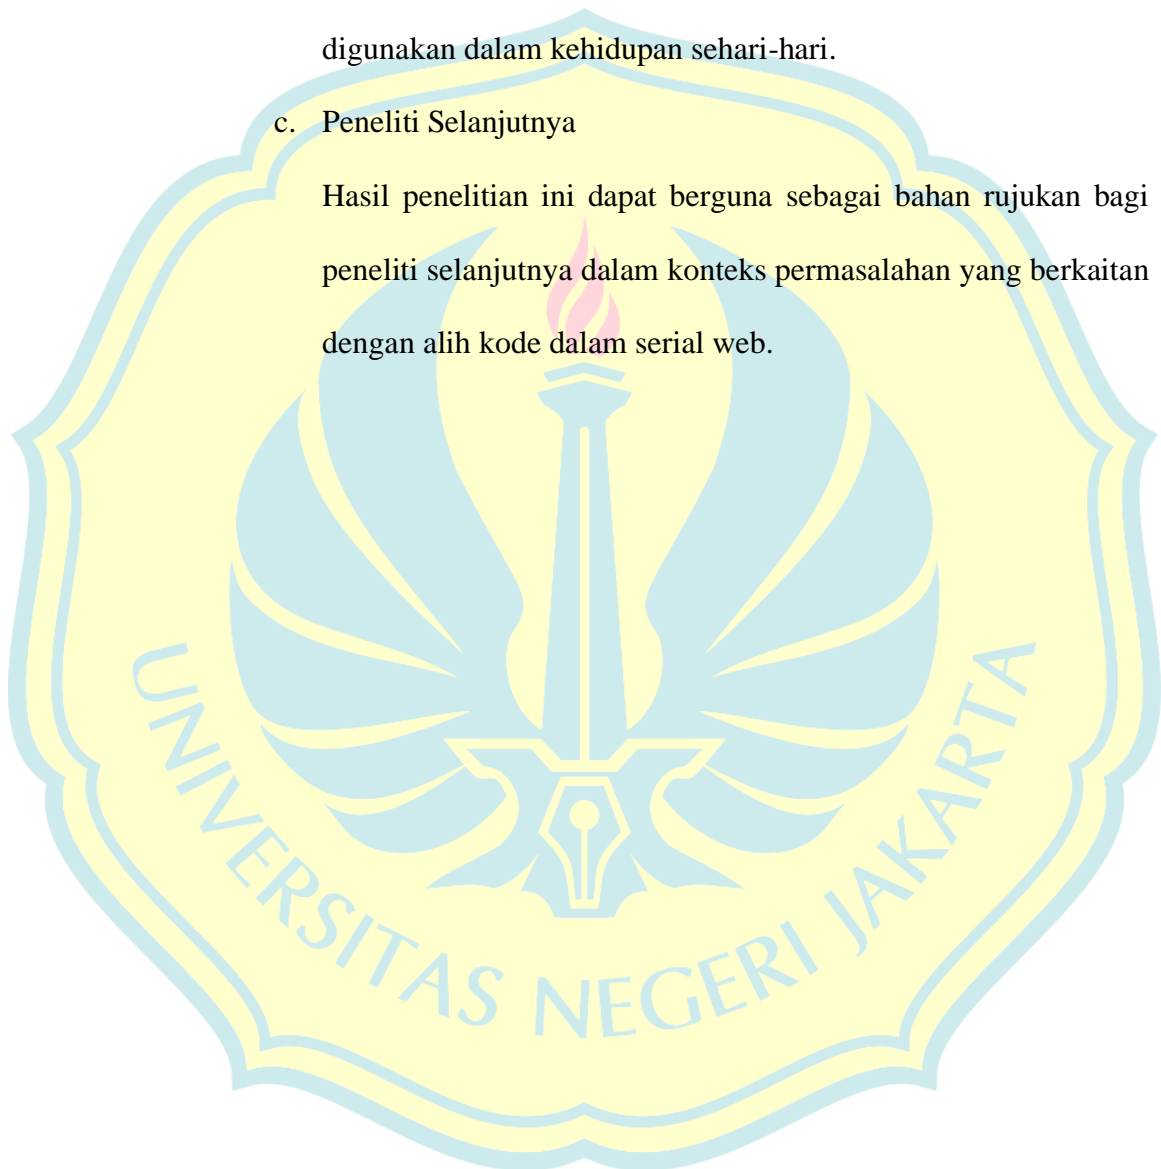 digunakan dalam kehidupan sehari-hari.
c. Peneliti Selanjutnya
Hasil penelitian ini dapat berguna sebagai bahan rujukan bagi
peneliti selanjutnya dalam konteks permasalahan yang berkaitan
dengan alih kode dalam serial web.
UNIVERSITAS NEGERI JAKARTA